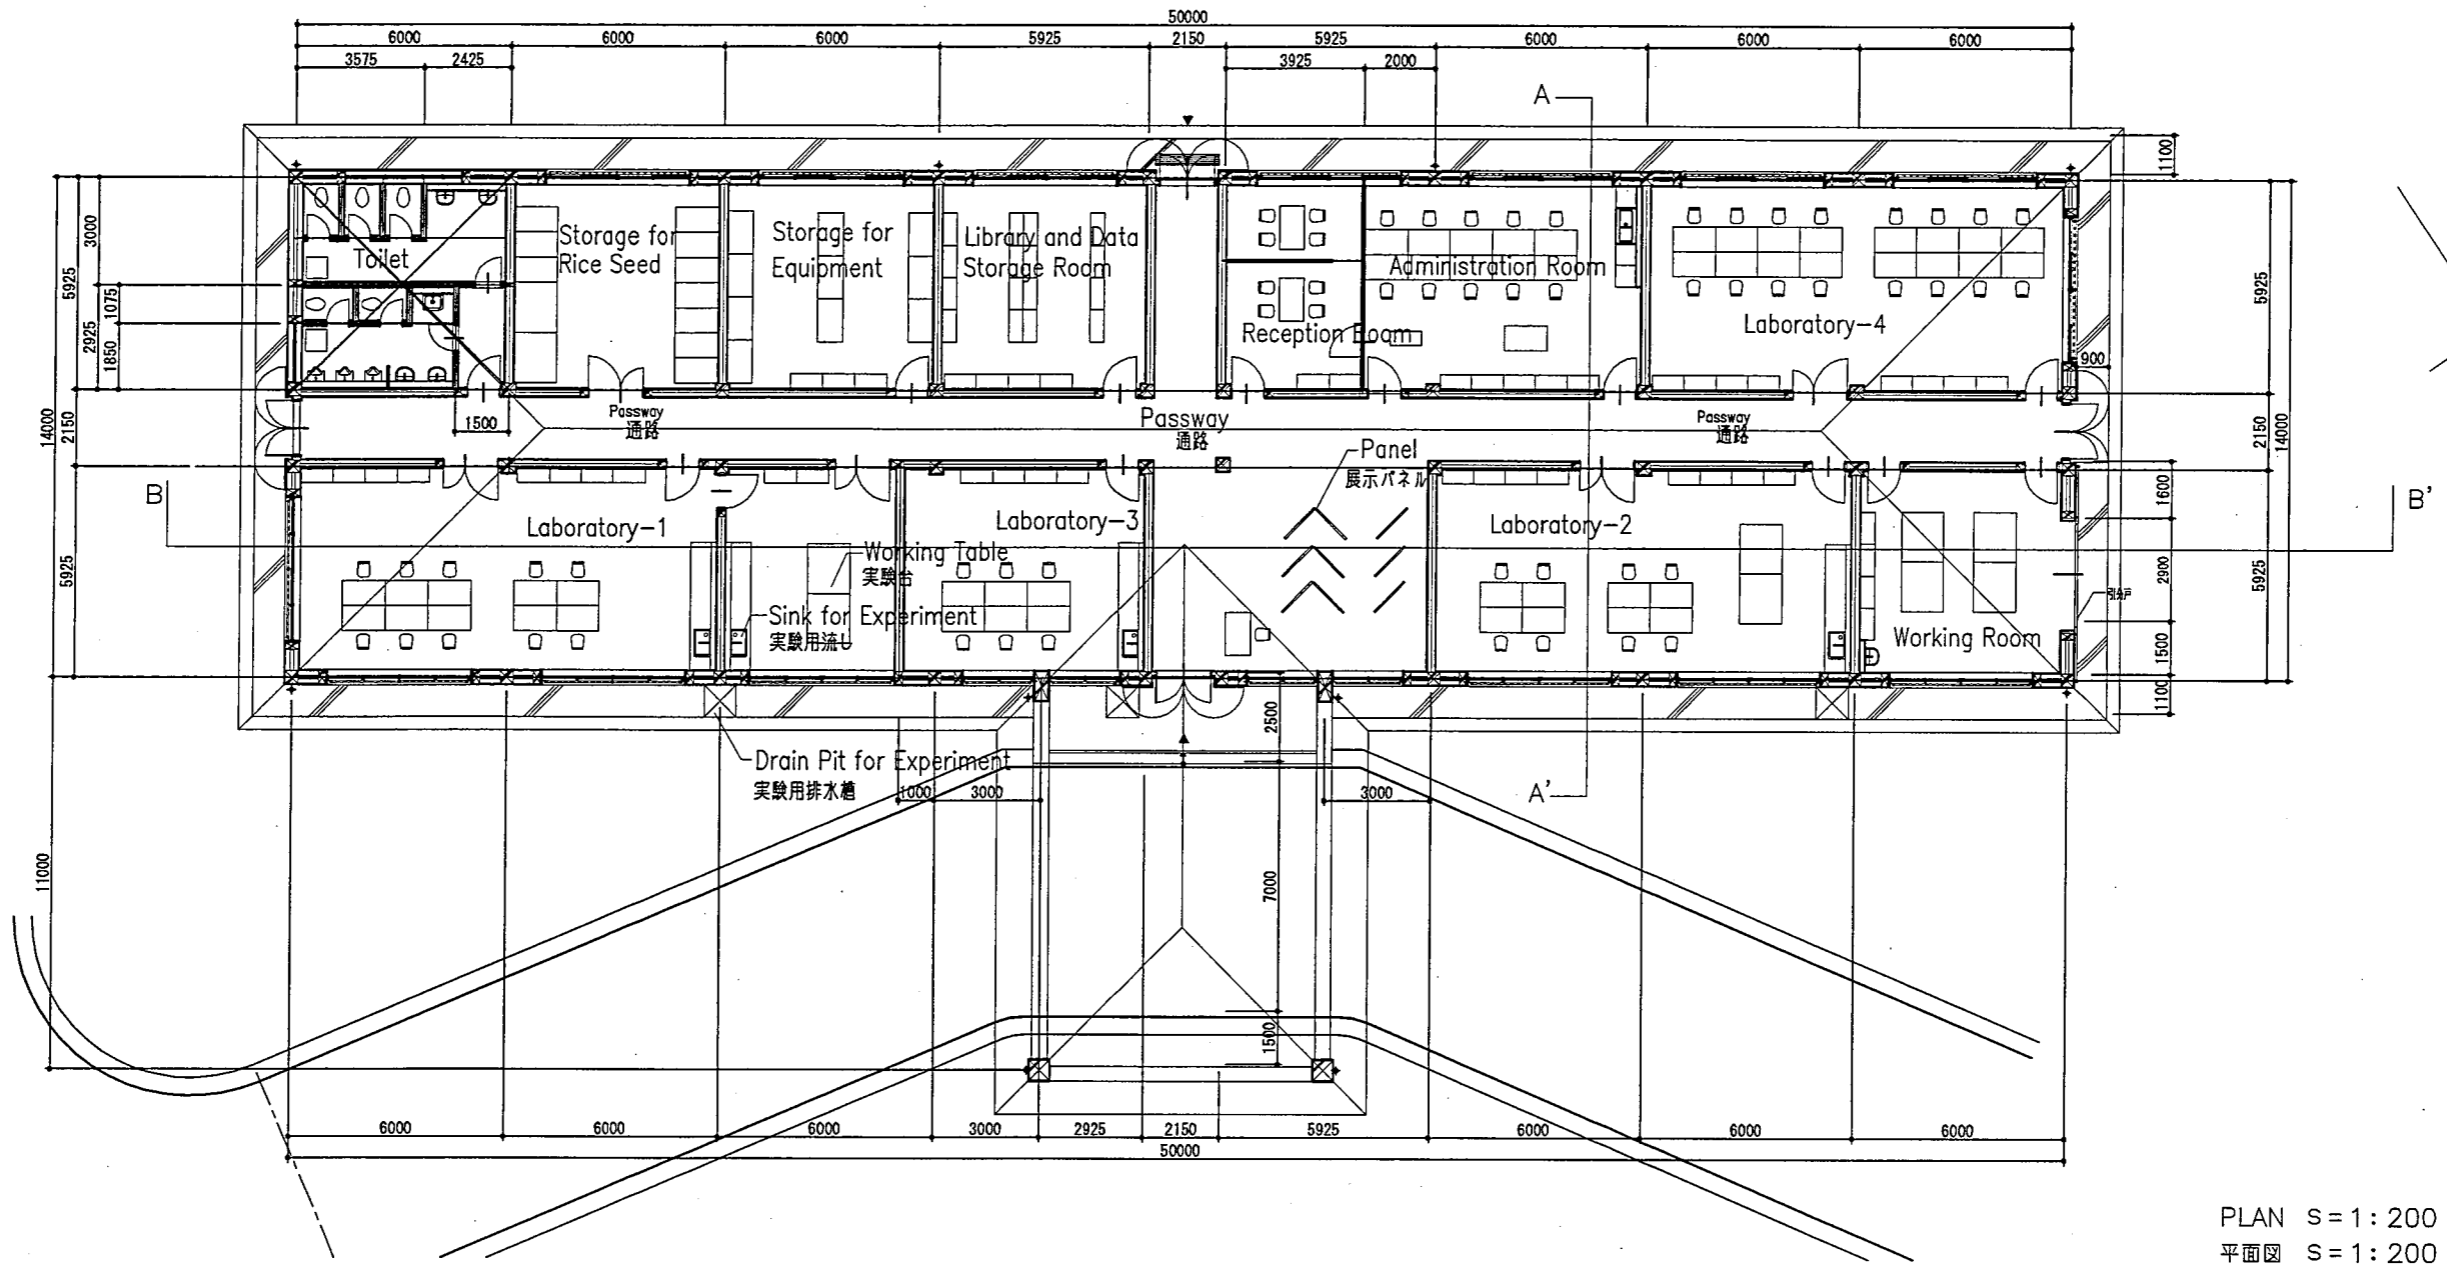 50000
6000 6000 6000 5925 2150 5925 6000 6000 6000
3575 2425 3925 2000
A
1100
Toilet
Storage for
Rice Seed
Storage for
Equipment
Library and Data
Storage Room
Reception Room
Administration Room
Laboratory-4
14000
5925
3000
2925
1075
1850
2150
5925
1500
900
5925
2150
14000
5925
Passway
通路
Passway
通路
Passway
通路
Panel
展示パネル
B
B'
Laboratory-1
Laboratory-3
Laboratory-2
Working Table
実験台
Sink for Experiment
実験用流し
Working Room
引分戸
1600
2900
1500
1100
Drain Pit for Experiment
実験用排水槽
1000 3000
3000
A'
2500
7000
1500
11000
6000 6000 6000 3000 2925 2150 5925 6000 6000 6000
50000
PLAN S=1:200
平面図 S=1:200